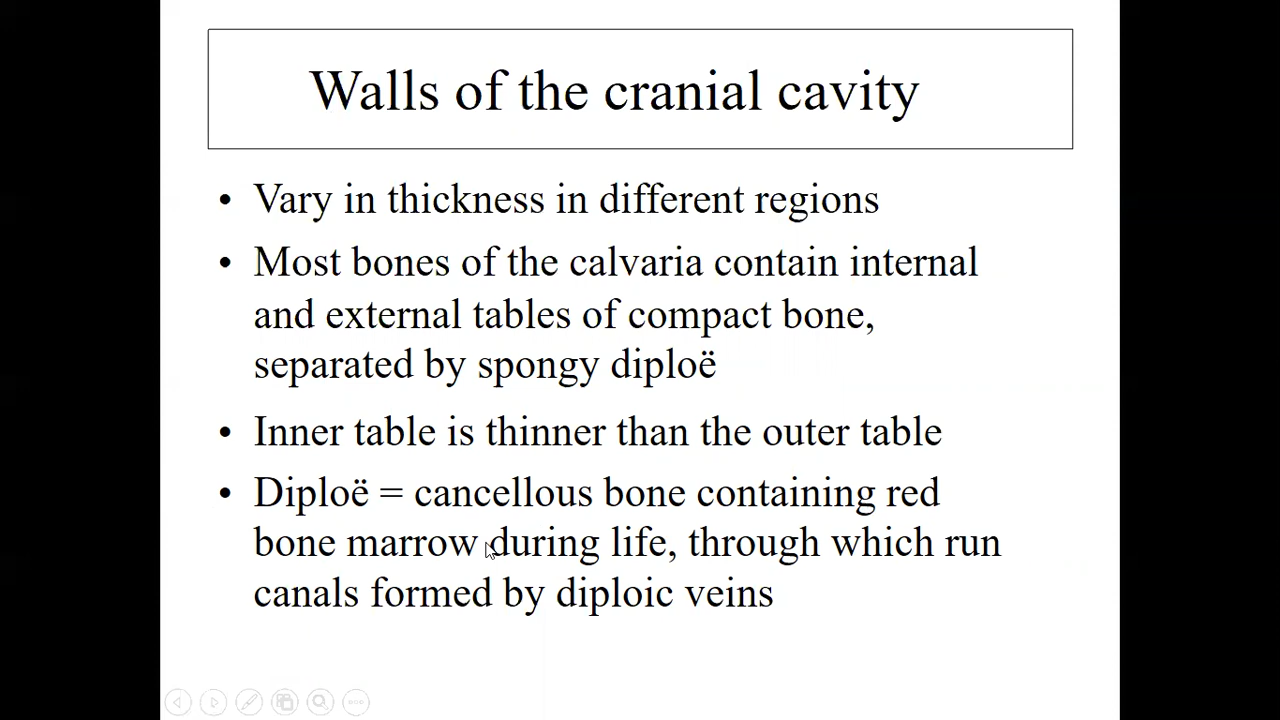 Walls of the cranial cavity
• Vary in thickness in different regions
• Most bones of the calvaria contain internal
and external tables of compact bone,
separated by spongy diploë
• Inner table is thinner than the outer table
• Diploë = cancellous bone containing red
bone marrow during life, through which run
canals formed by diploic veins